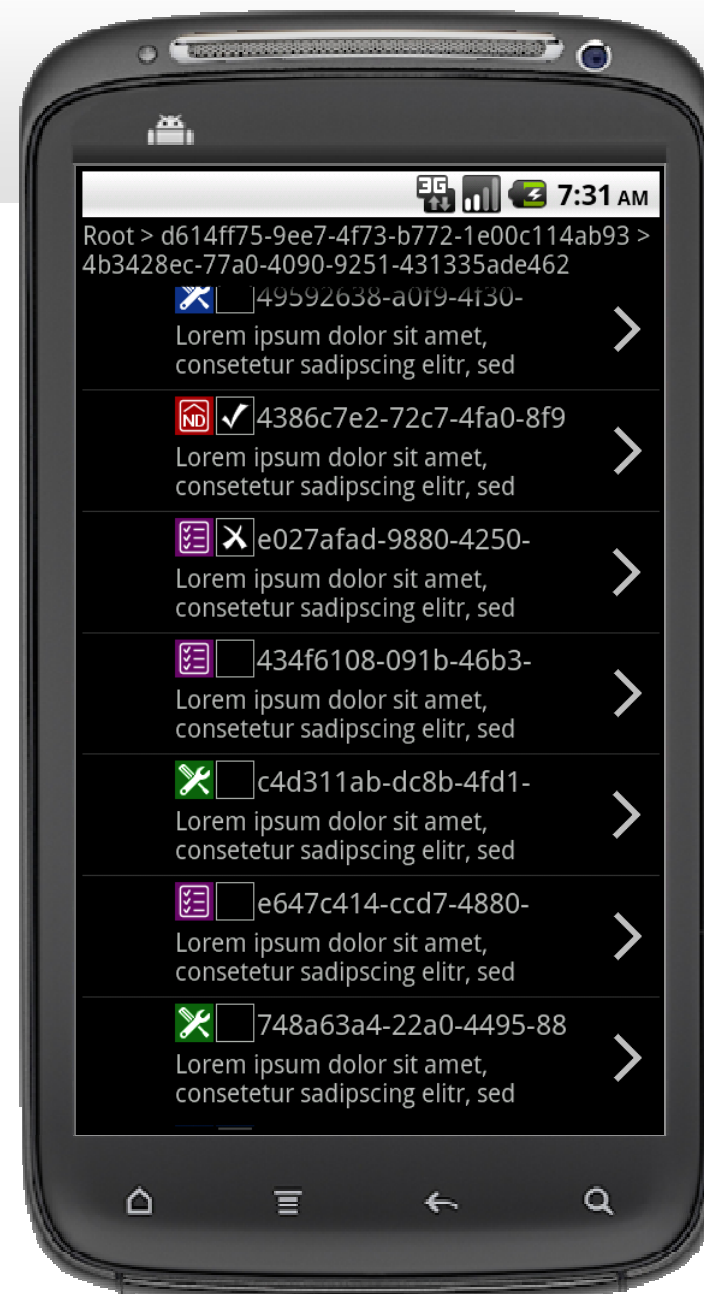 3G
7:31 AM
Root > d614ff75-9ee7-4f73-b772-1e00c114ab93 >
4b3428ec-77a0-4090-9251-431335ade462
49592638-a0f9-4f30-
Lorem ipsum dolor sit amet,
consetetur sadipscing elitr, sed
ND 4386c7e2-72c7-4fa0-8f9
Lorem ipsum dolor sit amet,
consetetur sadipscing elitr, sed
e027afad-9880-4250-
Lorem ipsum dolor sit amet,
consetetur sadipscing elitr, sed
434f6108-091b-46b3-
Lorem ipsum dolor sit amet,
consetetur sadipscing elitr, sed
c4d311ab-dc8b-4fd1-
Lorem ipsum dolor sit amet,
consetetur sadipscing elitr, sed
e647c414-ccd7-4880-
Lorem ipsum dolor sit amet,
consetetur sadipscing elitr, sed
748a63a4-22a0-4495-88
Lorem ipsum dolor sit amet,
consetetur sadipscing elitr, sed